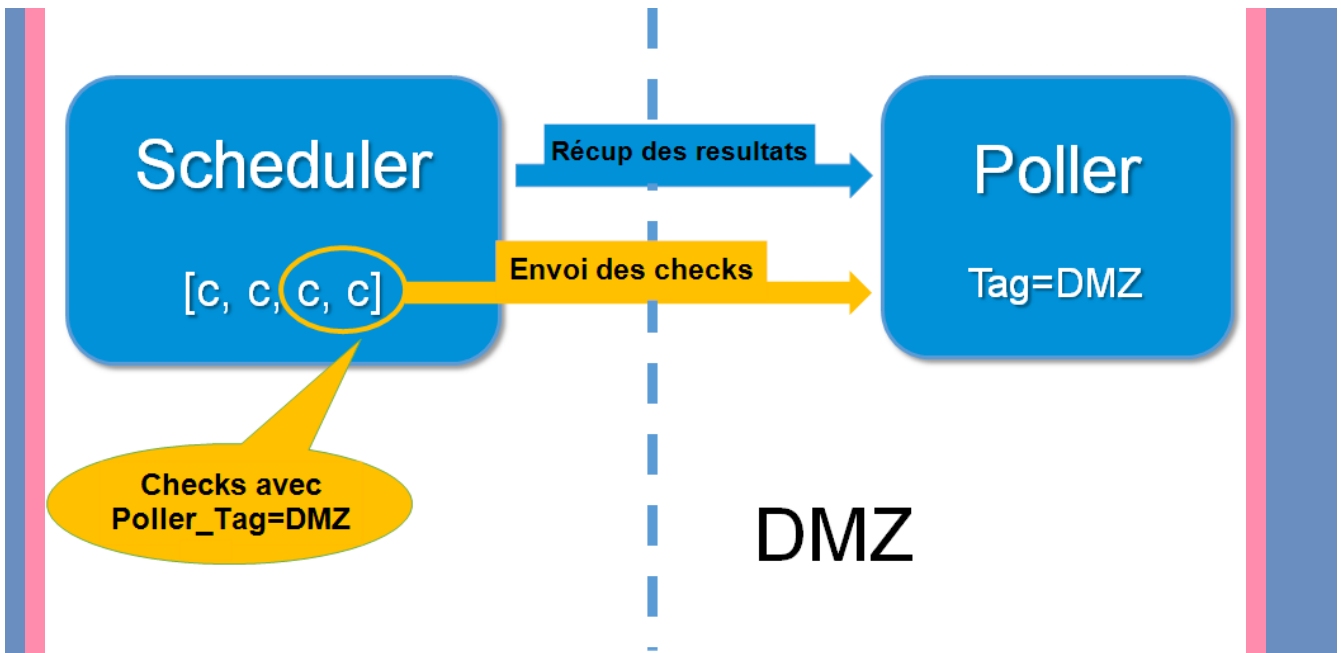 Scheduler
[c, c, c, c]
Récup des resultats
Envoi des checks
Poller
Tag=DMZ
Checks avec
Poller_Tag=DMZ
DMZ